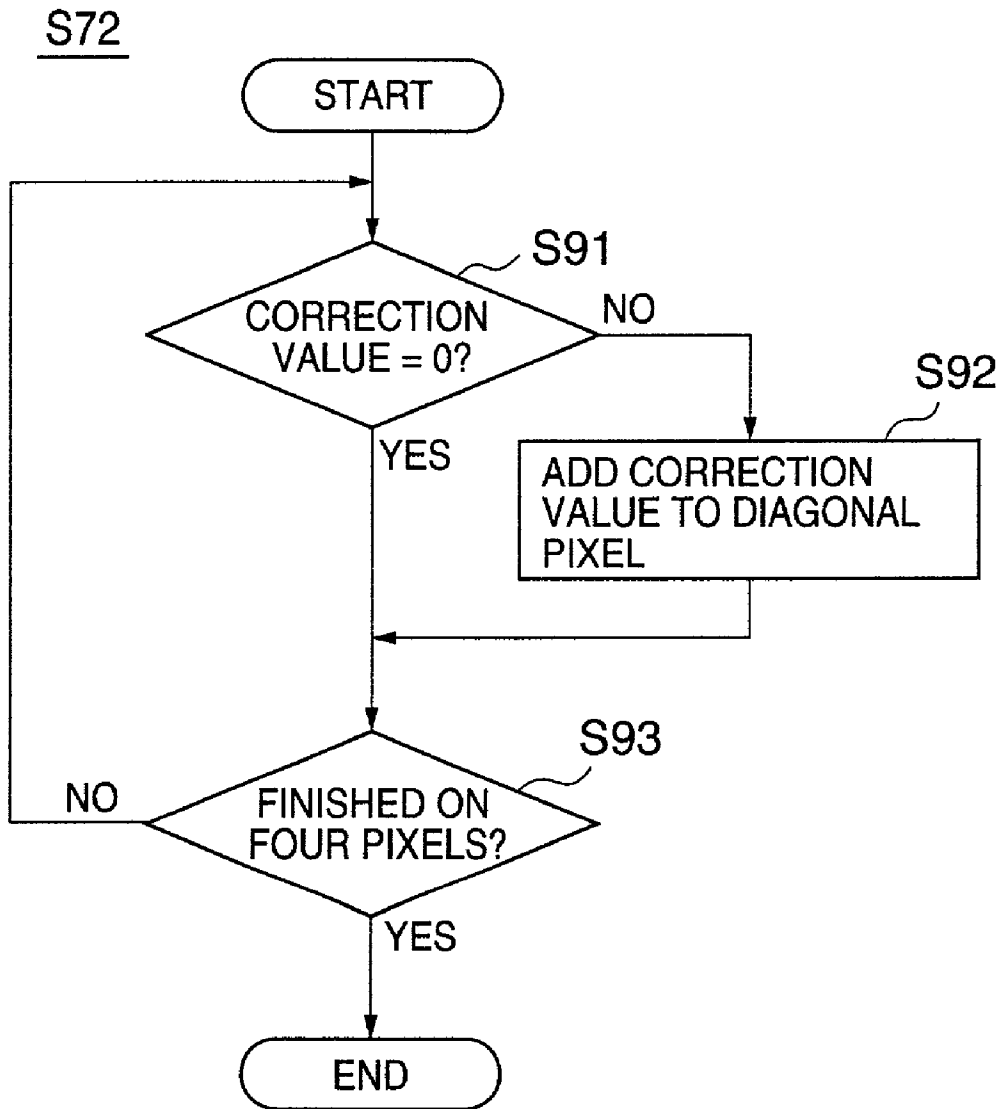 S72
START
S91
CORRECTION
VALUE = 0?
NO
YES
S92
ADD CORRECTION
VALUE TO DIAGONAL
PIXEL
S93
FINISHED ON
FOUR PIXELS?
NO
YES
END